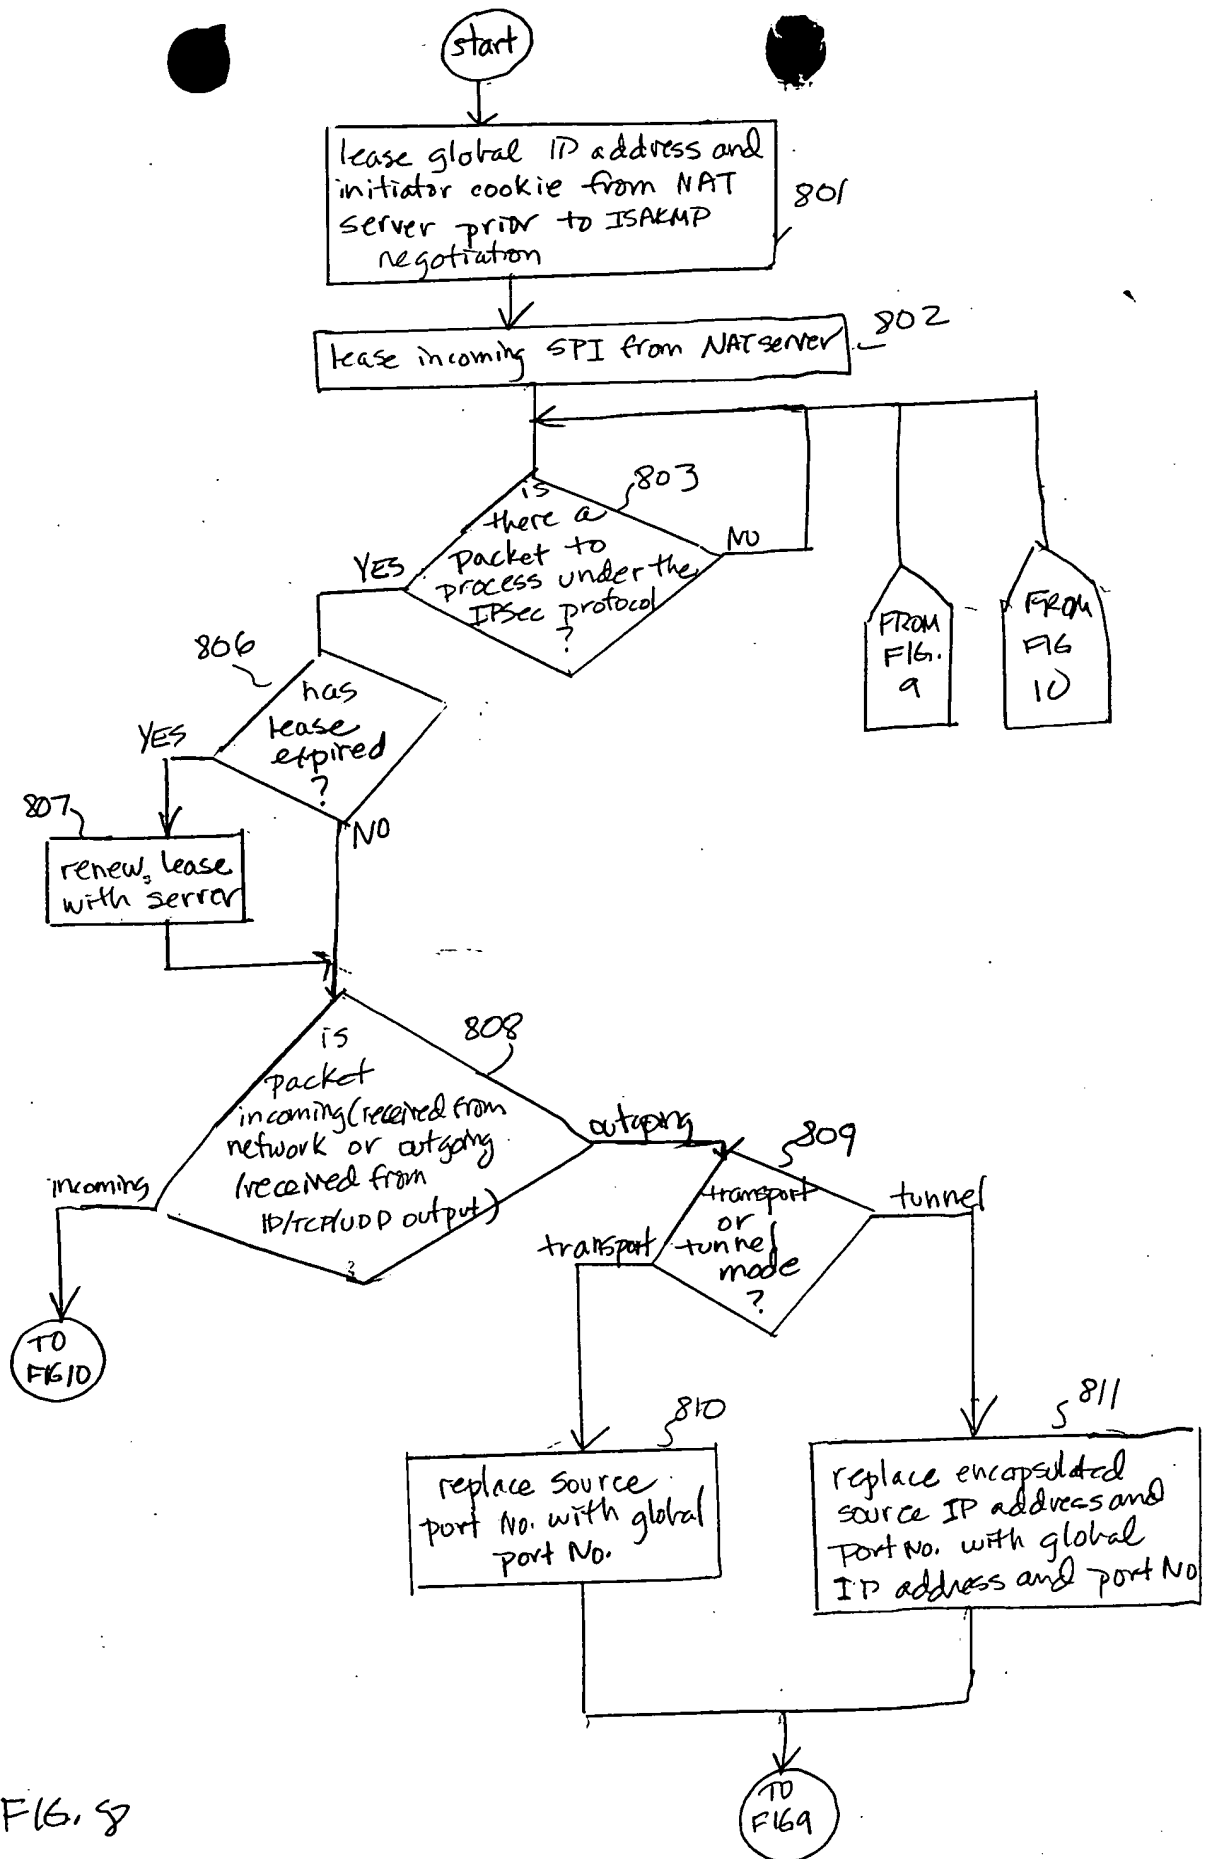 start
lease global IP address and
initiator cookie from NAT
server prior to ISAKMP
negotiation
801
lease incoming SPI from NAT server
802
is
there a
packet to
process under the
IPSec protocol
?
803
YES
NO
FROM
FIG.
9
FROM
FIG
10
806
has
lease
expired
?
YES
NO
807
renew lease
with server
808
is
packet
incoming (received from
network or outgoing
(received from
IP/TCP/UDP output)
?
incoming
outgoing
TO
FIG 10
809
transport
or
tunnel
mode
?
transport
tunnel
810
replace source
port No. with global
port No.
811
replace encapsulated
source IP address and
port No. with global
IP address and port No
TO
FIG 9
FIG. 8